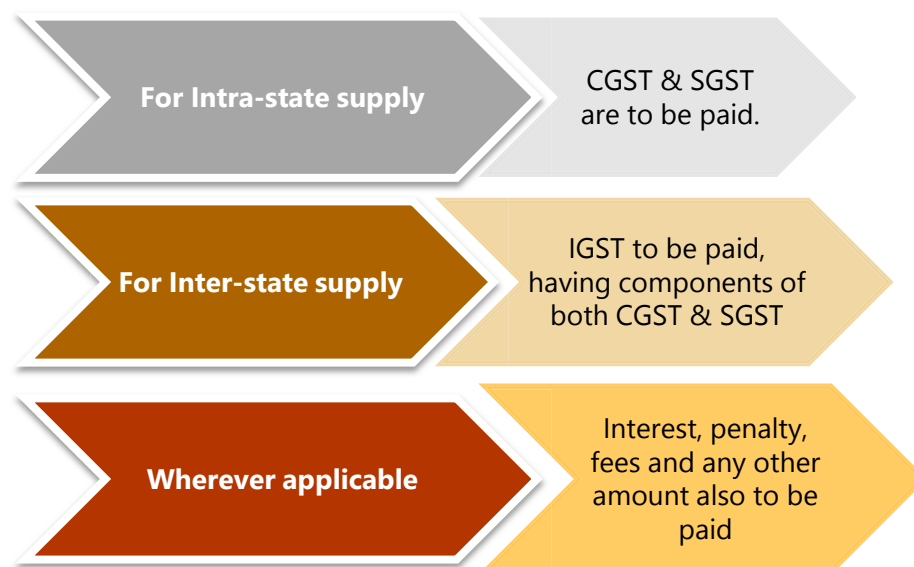 For Intra-state supply
CGST & SGST
are to be paid.
For Inter-state supply
IGST to be paid,
having components of
both CGST & SGST
Wherever applicable
Interest, penalty,
fees and any other
amount also to be
paid